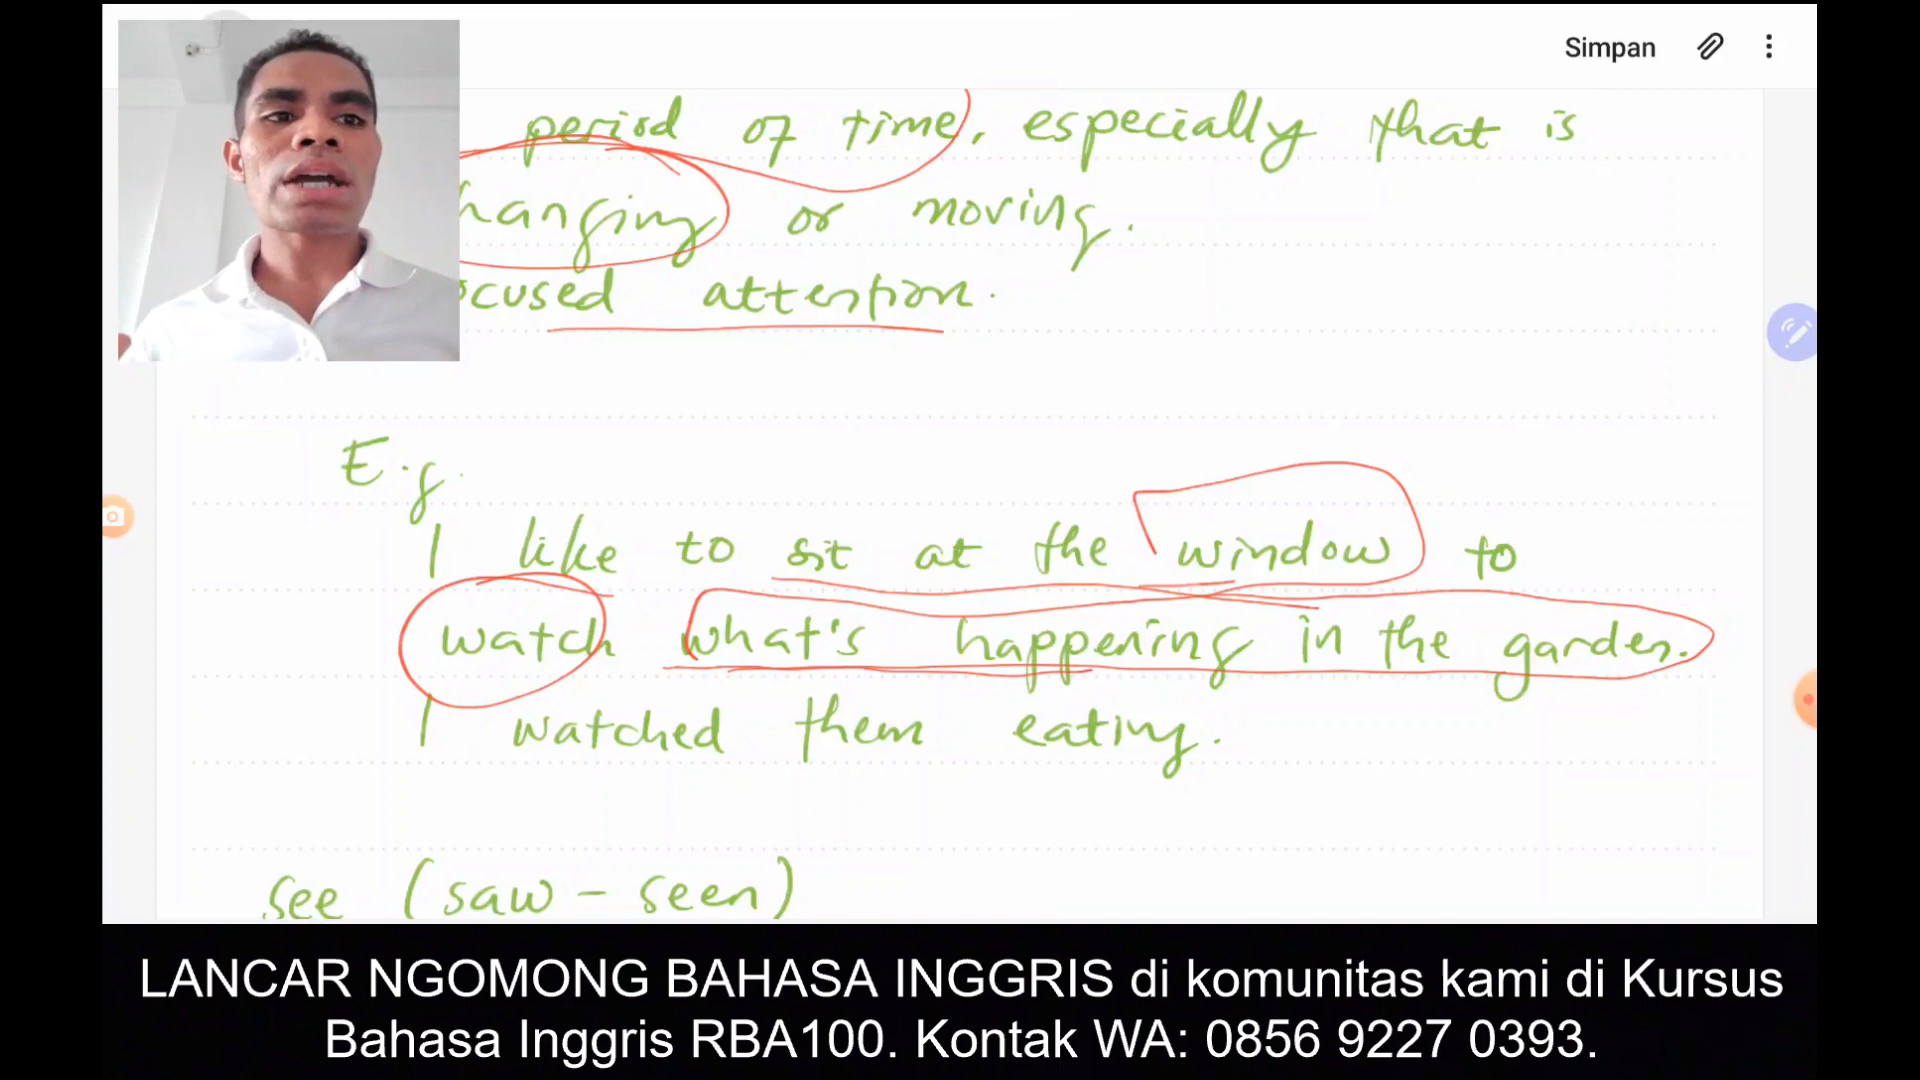 Simpan
period of time, especially that is
hanging or moving.
ocused attention.
E.g.
I like to sit at the window to
watch what's happening in the garden.
I watched them eating.
see (saw - seen)
LANCAR NGOMONG BAHASA INGGRIS di komunitas kami di Kursus
Bahasa Inggris RBA100. Kontak WA: 0856 9227 0393.